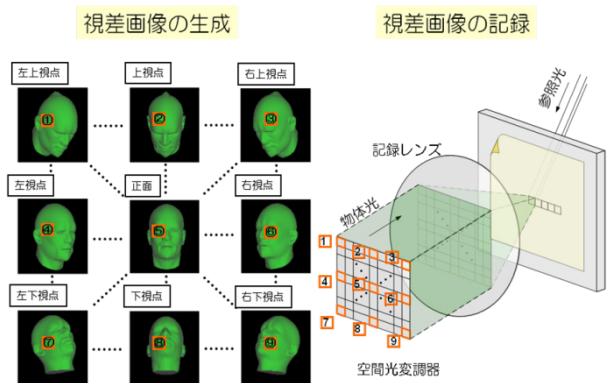 視差画像の生成
視差画像の記録
左上視点
上視点
右上視点
①
②
③
左視点
正面
右視点
④
⑤
⑥
左下視点
下視点
右下視点
⑦
⑧
⑨
参照光
記録レンズ
物体光
1
2
3
4
5
6
7
8
9
空間光変調器